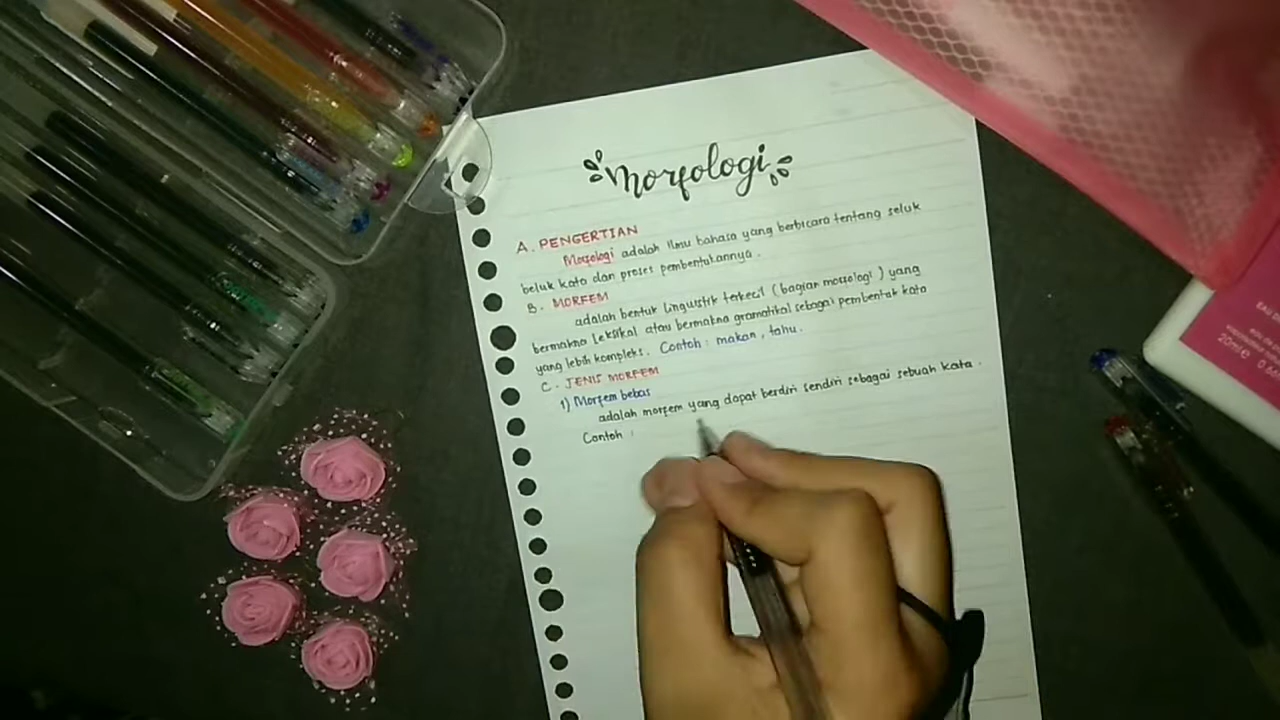 Morfologi
A. PENGERTIAN
Morfologi adalah Ilmu bahasa yang berbicara tentang seluk
beluk kata dan proses pembentukannya.
B. MORFEM
adalah bentuk linguistik terkecil (bagian morfologi) yang
bermakna leksikal atau bermakna gramatikal sebagai pembentuk kata
yang lebih kompleks. Contoh : makan, tahu.
C. JENIS MORFEM
1) Morfem bebas
adalah morfem yang dapat berdiri sendiri sebagai sebuah kata.
Contoh :
EAU
20ml e